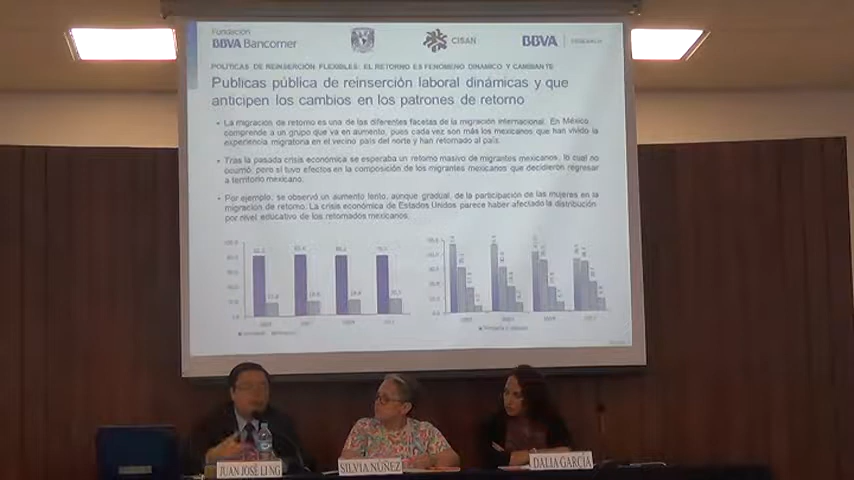 Fundación
BBVA Bancomer
CISAN
BBVA
RESEARCH
POLÍTICAS DE REINSERCIÓN FLEXIBLES: EL RETORNO ES FENÓMENO DINÁMICO Y CAMBIANTE
Publicas pública de reinserción laboral dinámicas y que
anticipen los cambios en los patrones de retorno
• La migración de retorno es una de los diferentes facetas de la migración internacional. En México
comprende a un grupo que va en aumento, pues cada vez son más los mexicanos que han vivido la
experiencia migratoria en el vecino país del norte y han retornado al país.
• Tras la pasada crisis económica se esperaba un retorno masivo de migrantes mexicanos, lo cual no
ocurrió, pero sí tuvo efectos en la composición de los migrantes mexicanos que decidieron regresar
a territorio mexicano.
• Por ejemplo, se observó un aumento lento, aunque gradual, de la participación de las mujeres en la
migración de retorno. La crisis económica de Estados Unidos parece haber afectado la distribución
por nivel educativo de los retornados mexicanos.
JUAN JOSÉ LI NG
SILVIA NÚÑEZ
DALIA GARCÍA